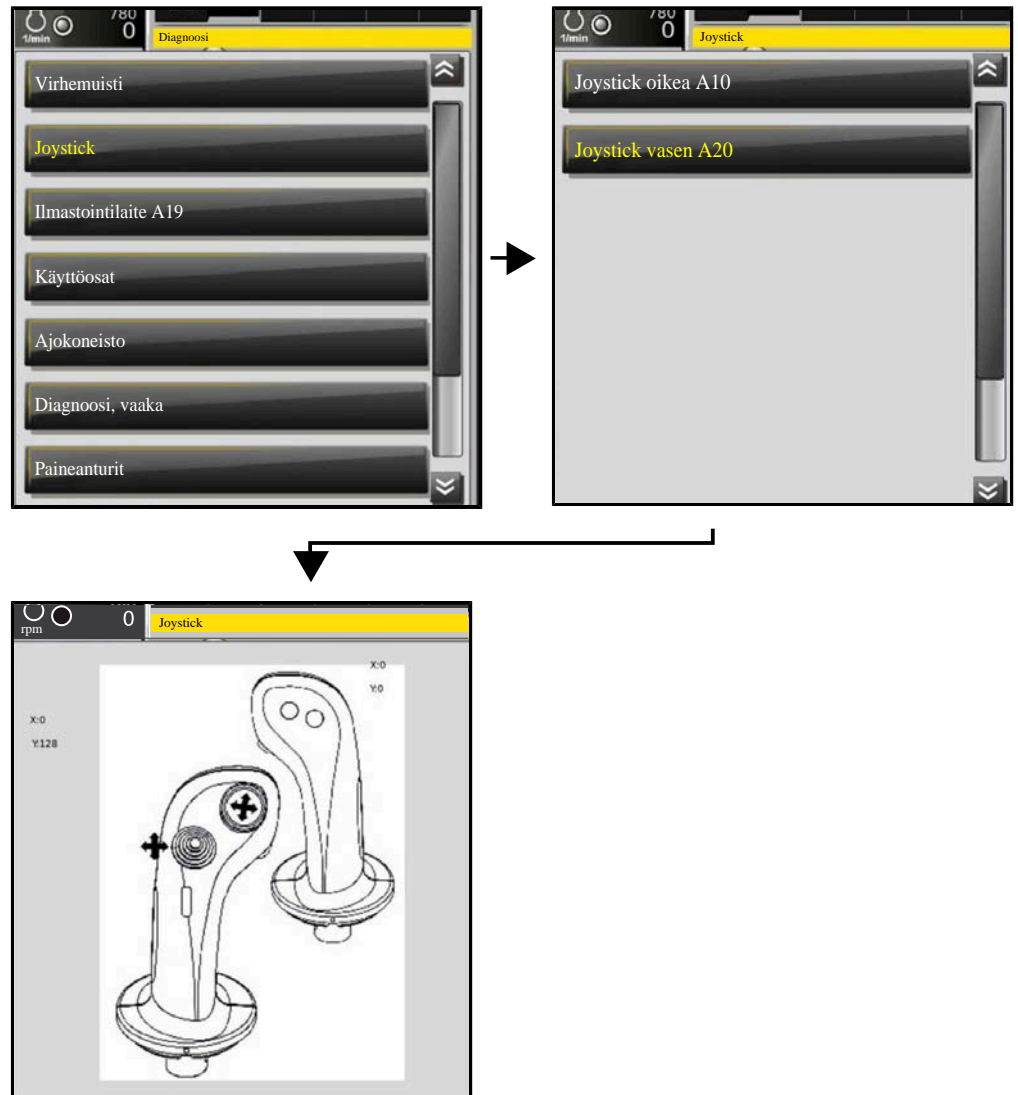 780
1/min
0
Diagnoosi
Virhemuisti
Joystick
Ilmastointilaite A19
Käyttöosat
Ajokoneisto
Diagnoosi, vaaka
Paineanturit
780
1/min
0
Joystick
Joystick oikea A10
Joystick vasen A20
rpm
0
Joystick
X:0
Y:0
X:0
Y:128